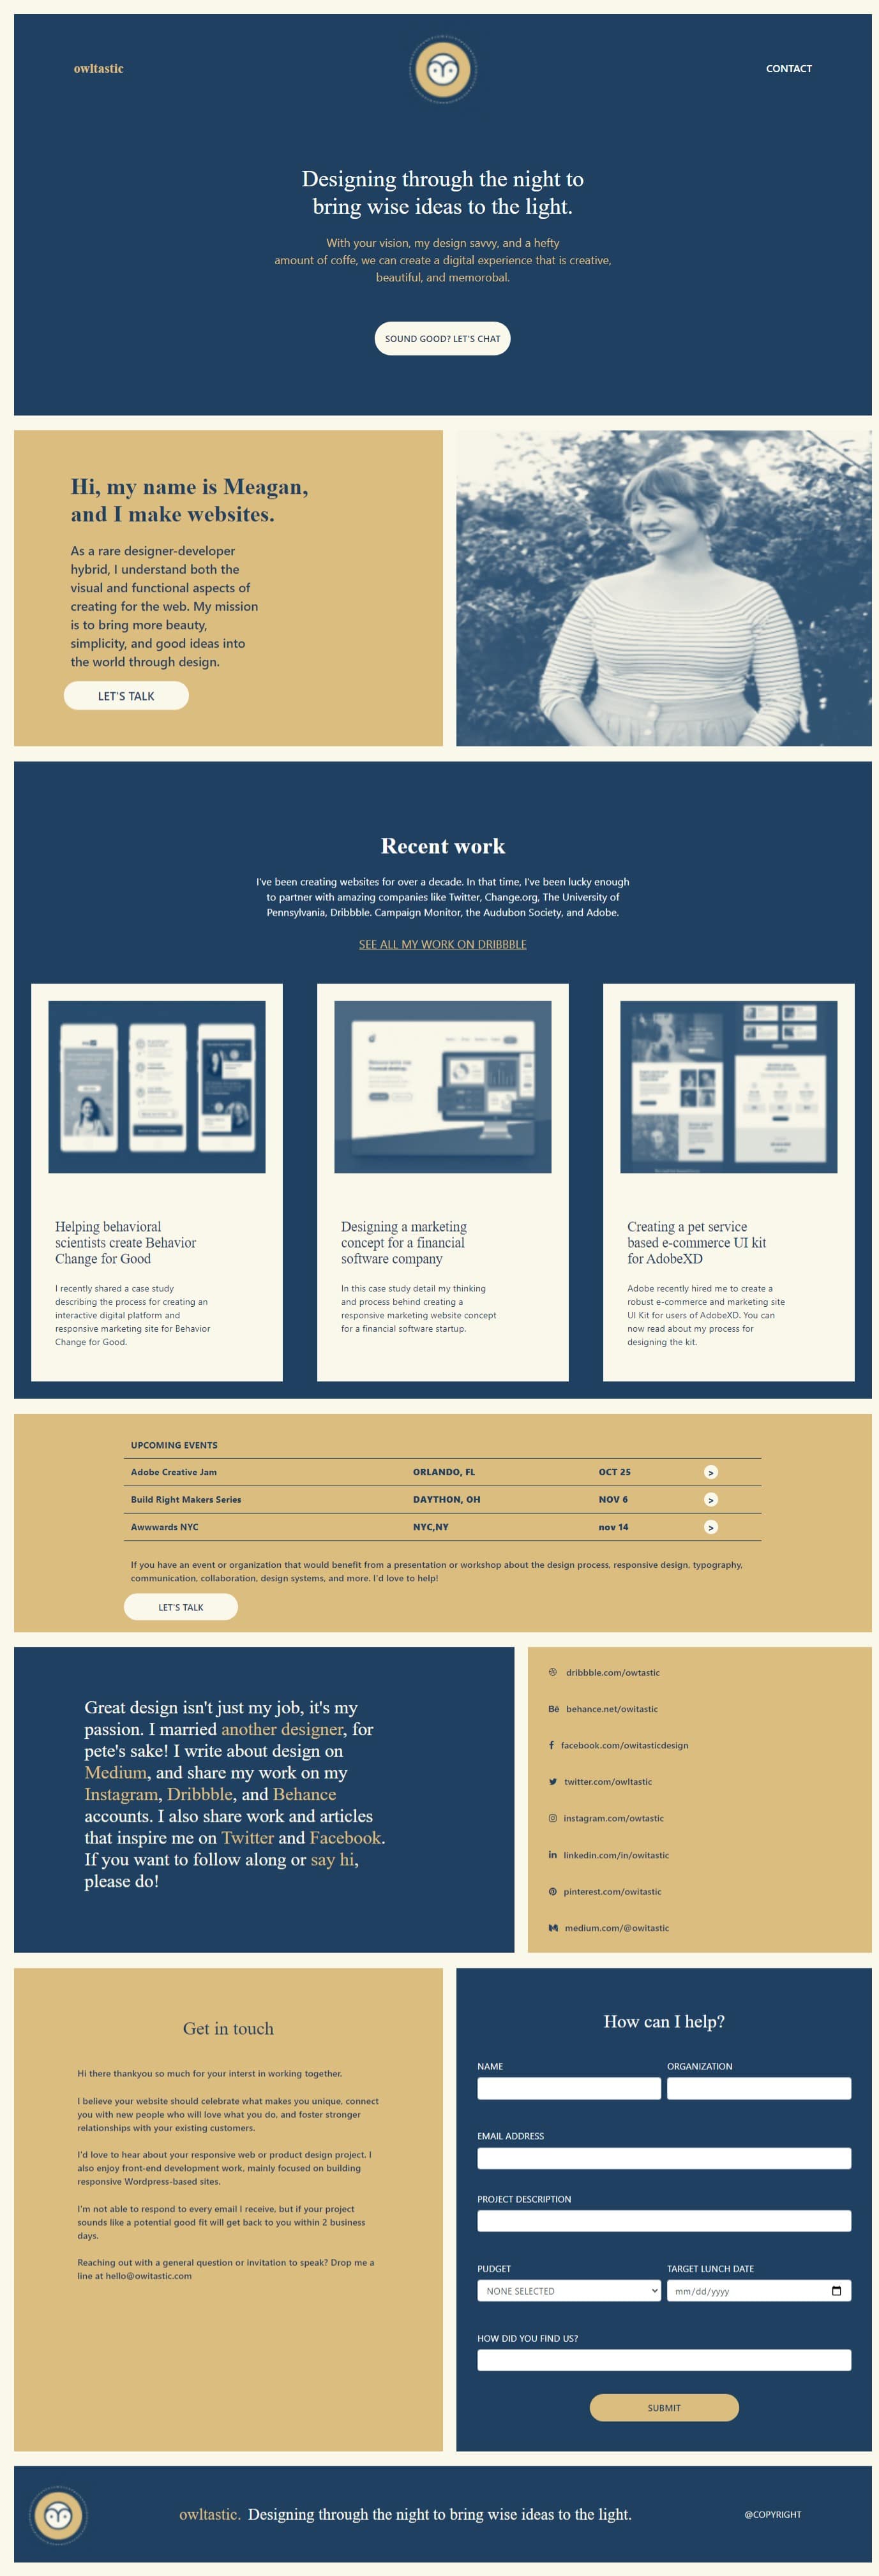 owltastic
CONTACT
Designing through the night to
bring wise ideas to the light.
With your vision, my design savvy, and a hefty
amount of coffe, we can create a digital experience that is creative,
beautiful, and memorobal.
SOUND GOOD? LET'S CHAT
Hi, my name is Meagan,
and I make websites.
As a rare designer-developer
hybrid, I understand both the
visual and functional aspects of
creating for the web. My mission
is to bring more beauty,
simplicity, and good ideas into
the world through design.
LET'S TALK
Recent work
I've been creating websites for over a decade. In that time, I've been lucky enough
to partner with amazing companies like Twitter, Change.org, The University of
Pennsylvania, Dribbble. Campaign Monitor, the Audubon Society, and Adobe.
SEE ALL MY WORK ON DRIBBBLE
Helping behavioral
scientists create Behavior
Change for Good
I recently shared a case study
describing the process for creating an
interactive digital platform and
responsive marketing site for Behavior
Change for Good.
Designing a marketing
concept for a financial
software company
In this case study detail my thinking
and process behind creating a
responsive marketing website concept
for a financial software startup.
Creating a pet service
based e-commerce UI kit
for AdobeXD
Adobe recently hired me to create a
robust e-commerce and marketing site
UI Kit for users of AdobeXD. You can
now read about my process for
designing the kit.
UPCOMING EVENTS
Adobe Creative Jam ORLANDO, FL OCT 25 >
Build Right Makers Series DAYTHON, OH NOV 6 >
Awwwards NYC NYC,NY nov 14 >
If you have an event or organization that would benefit from a presentation or workshop about the design process, responsive design, typography,
communication, collaboration, design systems, and more. I'd love to help!
LET'S TALK
Great design isn't just my job, it's my
passion. I married another designer, for
pete's sake! I write about design on
Medium, and share my work on my
Instagram, Dribbble, and Behance
accounts. I also share work and articles
that inspire me on Twitter and Facebook.
If you want to follow along or say hi,
please do!
dribbble.com/owtastic
Bē behance.net/owitastic
f facebook.com/owitasticdesign
twitter.com/owltastic
instagram.com/owtastic
in linkedin.com/in/owitastic
pinterest.com/owitastic
medium.com/@owitastic
Get in touch
Hi there thankyou so much for your interst in working together.
I believe your website should celebrate what makes you unique, connect
you with new people who will love what you do, and foster stronger
relationships with your existing customers.
I'd love to hear about your responsive web or product design project. I
also enjoy front-end development work, mainly focused on building
responsive Wordpress-based sites.
I'm not able to respond to every email I receive, but if your project
sounds like a potential good fit will get back to you within 2 business
days.
Reaching out with a general question or invitation to speak? Drop me a
line at hello@owitastic.com
How can I help?
NAME ORGANIZATION
EMAIL ADDRESS
PROJECT DESCRIPTION
PUDGET TARGET LUNCH DATE
NONE SELECTED mm/dd/yyyy
HOW DID YOU FIND US?
SUBMIT
owltastic. Designing through the night to bring wise ideas to the light.
@COPYRIGHT